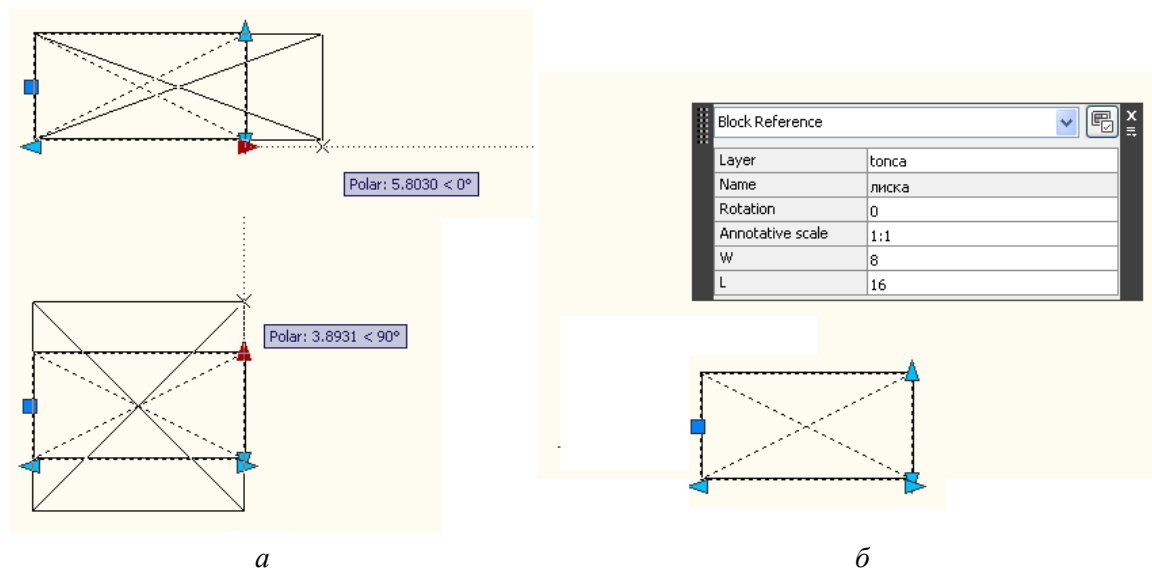 Polar: 5.8030 < 0°
Polar: 3.8931 < 90°
Block Reference
Layer tonca
Name лиска
Rotation 0
Annotative scale 1:1
W 8
L 16
а
б